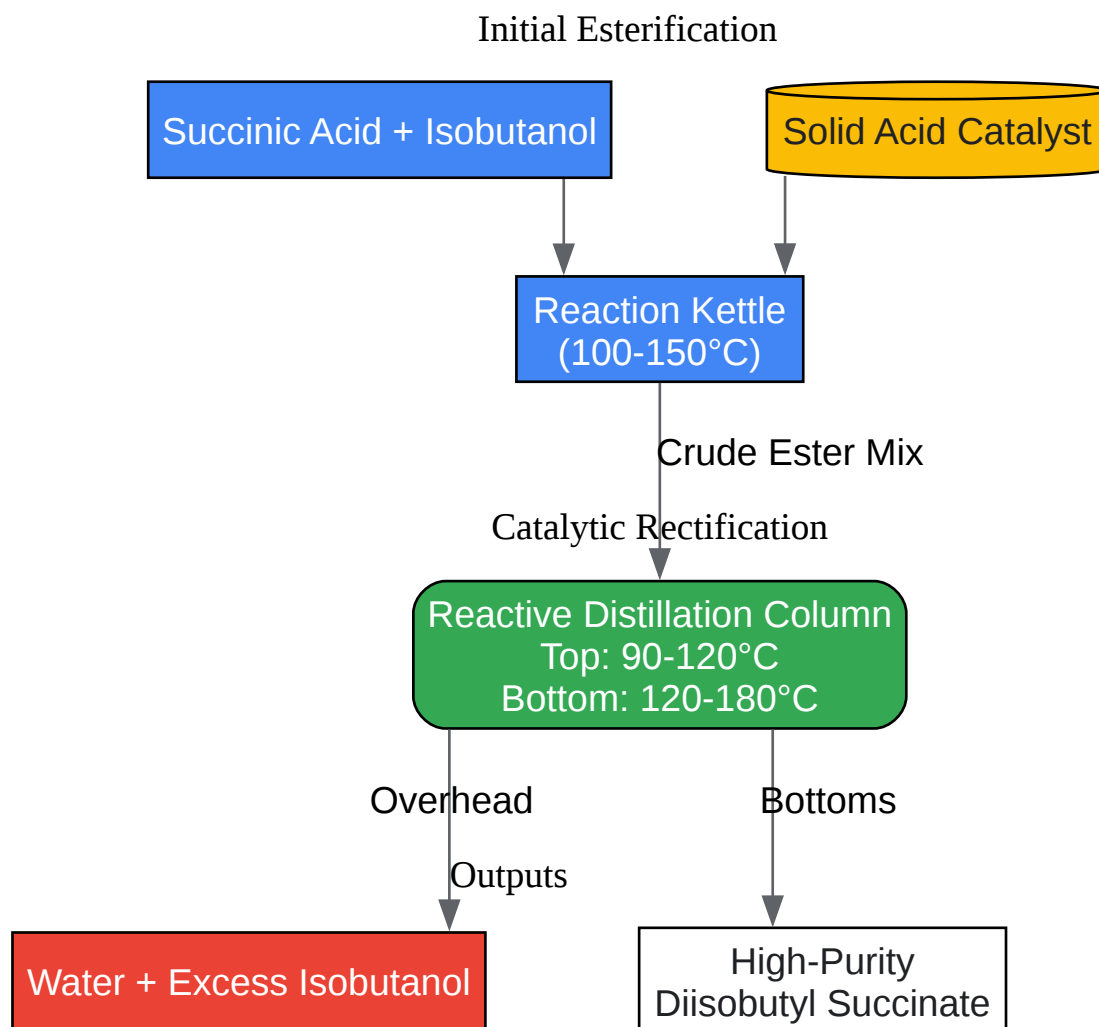 Initial Esterification
Succinic Acid + Isobutanol
Solid Acid Catalyst
Reaction Kettle
(100-150°C)
Crude Ester Mix
Catalytic Rectification
Reactive Distillation Column
Top: 90-120°C
Bottom: 120-180°C
Overhead
Bottoms
Outputs
Water + Excess Isobutanol
High-Purity
Diisobutyl Succinate